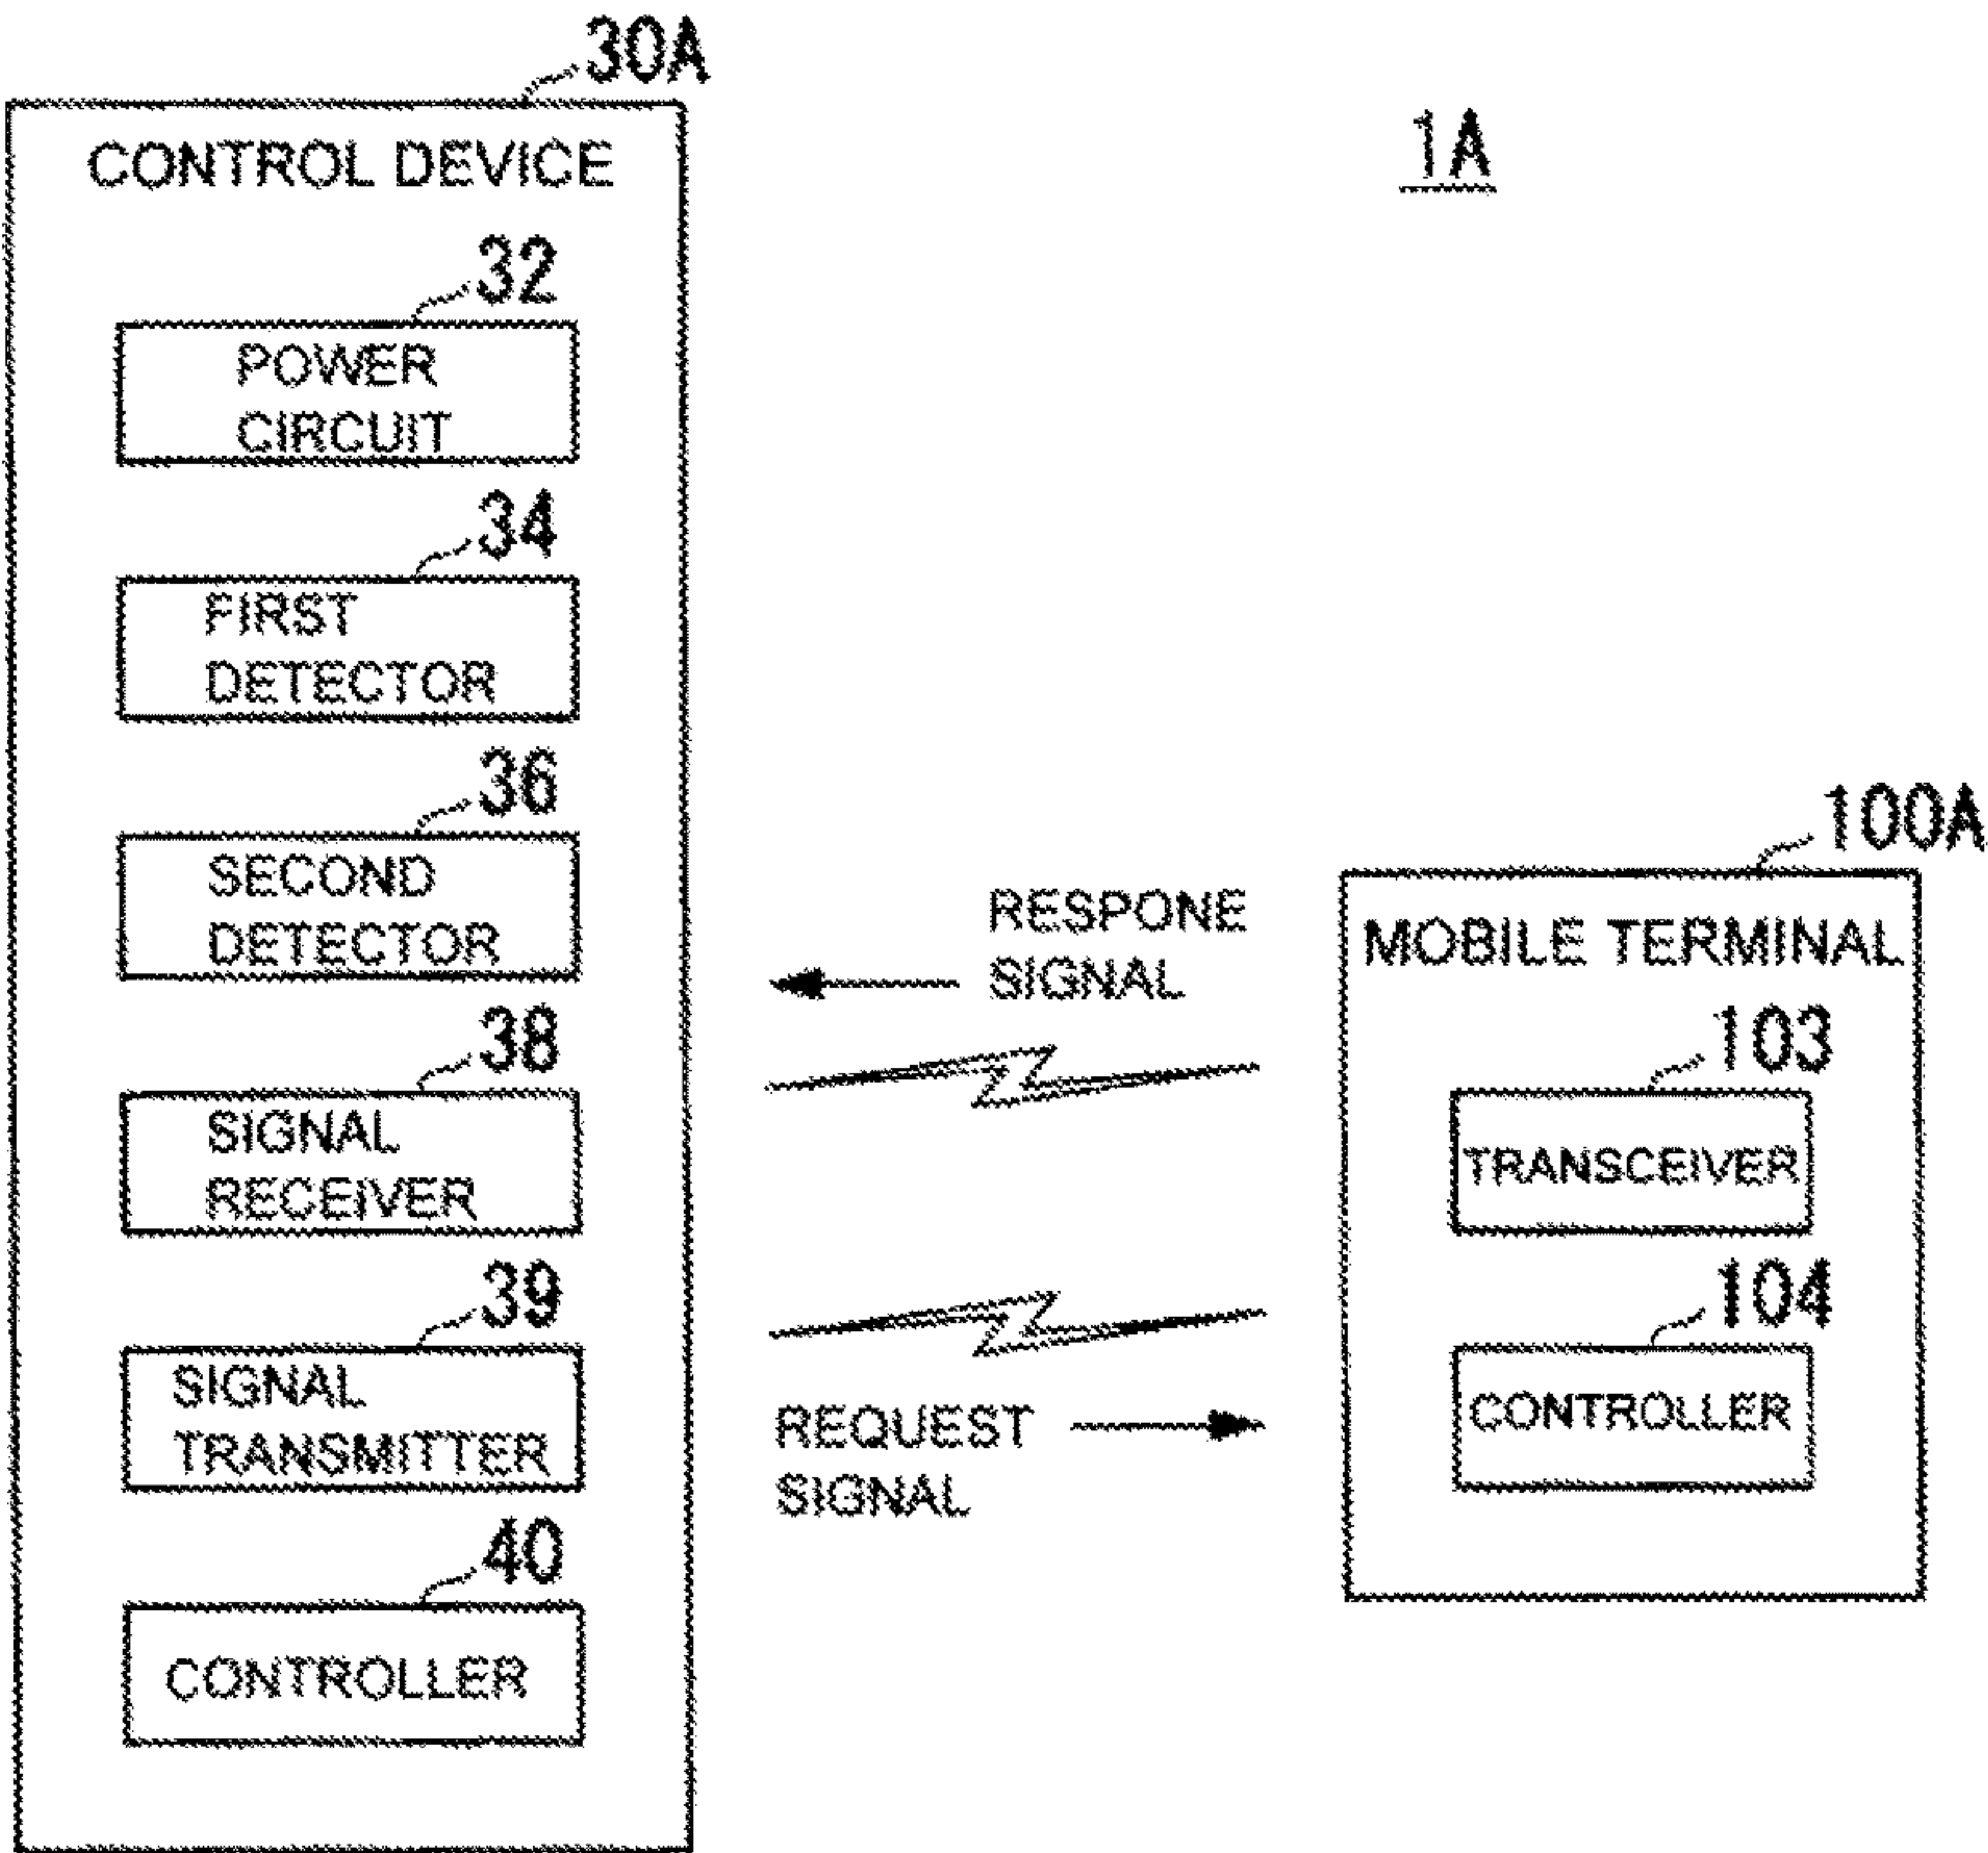 30A
CONTROL DEVICE
1A
32
POWER
CIRCUIT
34
FIRST
DETECTOR
36
SECOND
DETECTOR
38
SIGNAL
RECEIVER
39
SIGNAL
TRANSMITTER
40
CONTROLLER
RESPONE
SIGNAL
REQUEST
SIGNAL
100A
MOBILE TERMINAL
103
TRANSCEIVER
104
CONTROLLER